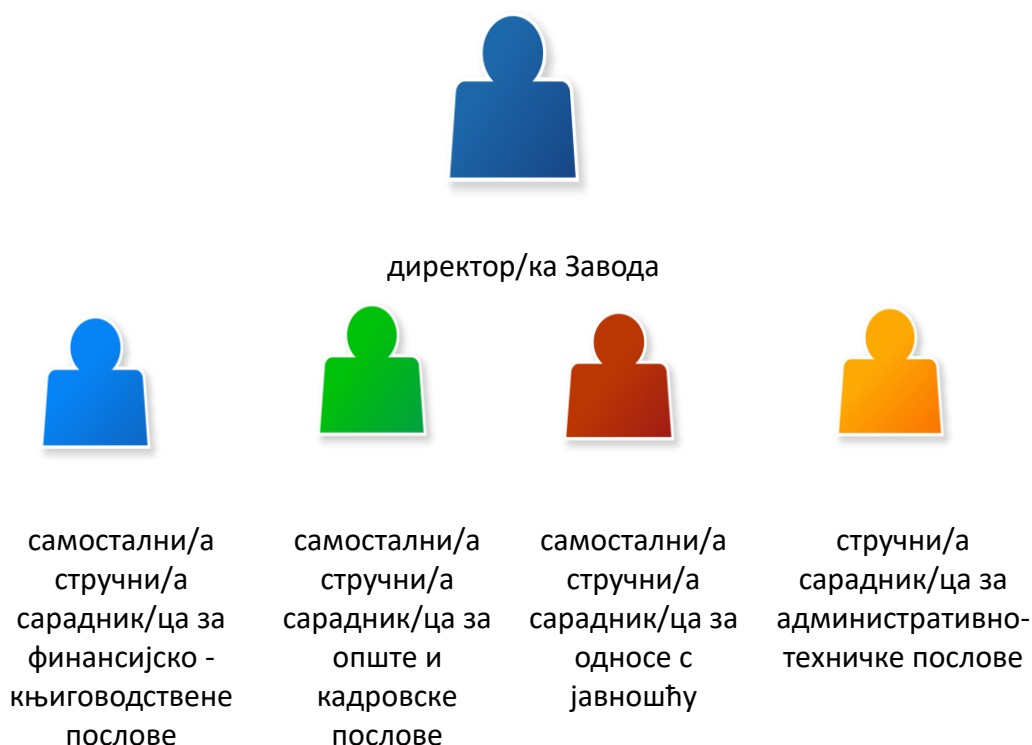 директор/ка Завода
самостални/а
стручни/а
сарадник/ца за
финансијско -
књиговодствене
послове
самостални/а
стручни/а
сарадник/ца за
опште и
кадровске
послове
самостални/а
стручни/а
сарадник/ца за
односе с
јавношћу
стручни/а
сарадник/ца за
административно-
техничке послове